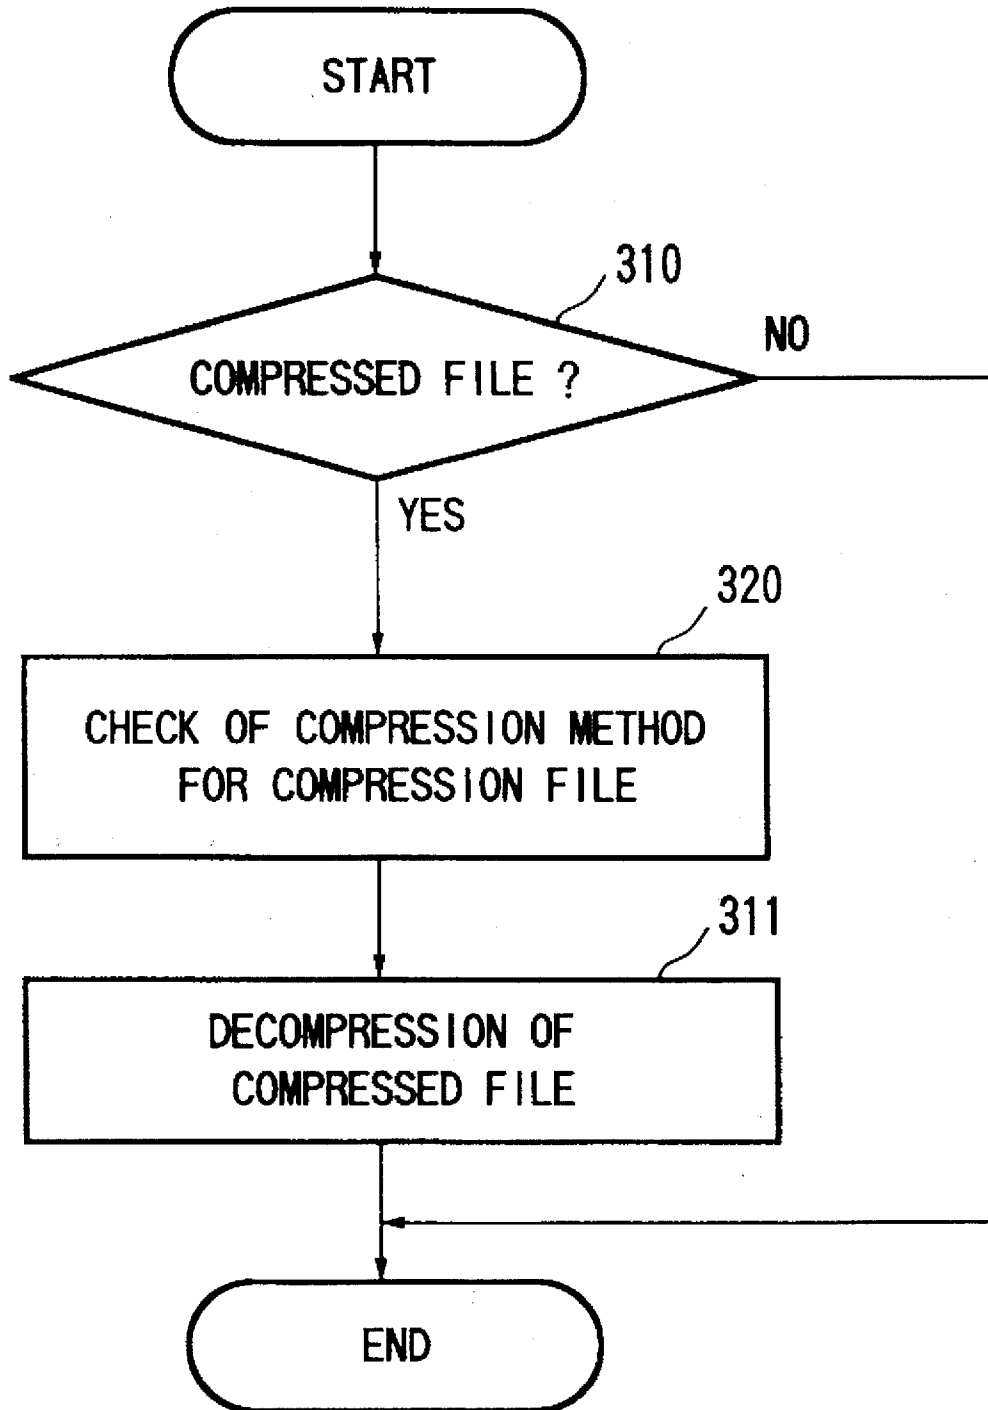 START
310
COMPRESSED FILE ?
NO
YES
320
CHECK OF COMPRESSION METHOD
FOR COMPRESSION FILE
311
DECOMPRESSION OF
COMPRESSED FILE
END